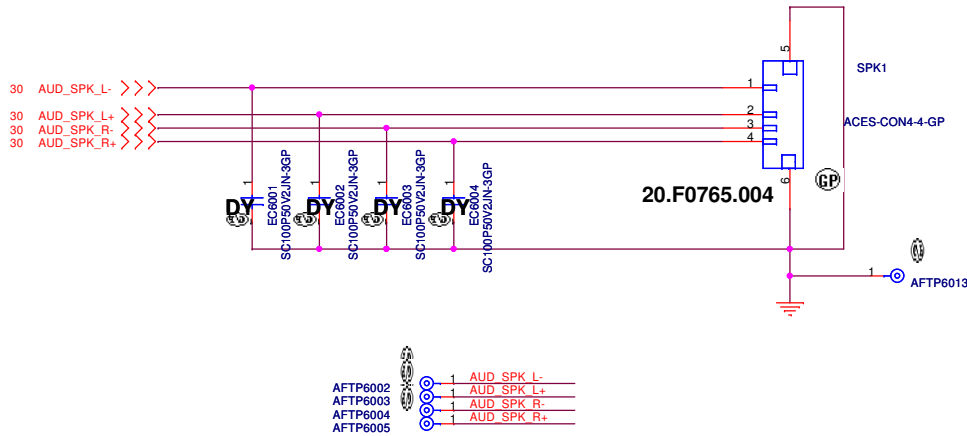 5
SPK1
30 AUD_SPK_L- 1
30 AUD_SPK_L+ 2
ACES-CON4-4-GP
30 AUD_SPK_R- 3
30 AUD_SPK_R+ 4
6
GP
20.F0765.004
1
DY
EC6001
SC100P50V2JN-3GP
1
DY
EC6002
SC100P50V2JN-3GP
1
DY
EC6003
SC100P50V2JN-3GP
1
DY
EC6004
SC100P50V2JN-3GP
1
AFTP6013
AFTP6002 1 AUD_SPK_L-
AFTP6003 1 AUD_SPK_L+
AFTP6004 1 AUD_SPK_R-
AFTP6005 1 AUD_SPK_R+